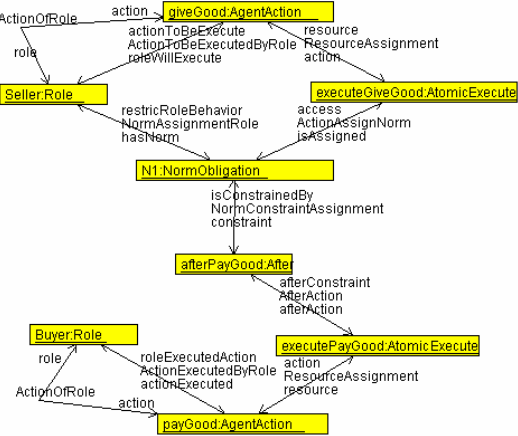 action
giveGood:AgentAction
ActionOfRole
role
actionToBeExecute
ActionToBeExecutedByRole
roleWillExecute
resource
ResourceAssignment
action
Seller:Role
executeGiveGood:AtomicExecute
restricRoleBehavior
NormAssignmentRole
hasNorm
access
ActionAssignNorm
isAssigned
N1:NormObligation
isConstrainedBy
NormConstraintAssignment
constraint
afterPayGood:After
afterConstraint
AfterAction
afterAction
Buyer:Role
executePayGood:AtomicExecute
role
roleExecutedAction
ActionExecutedByRole
actionExecuted
action
ResourceAssignment
resource
ActionOfRole
action
payGood:AgentAction